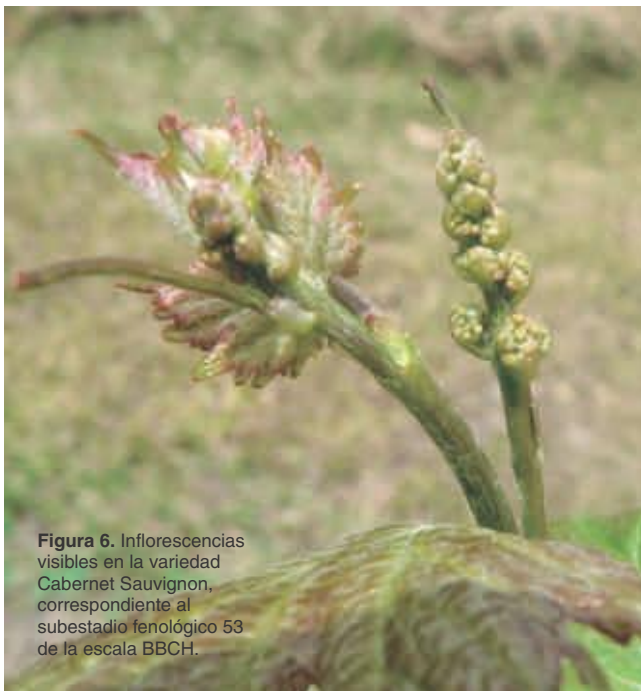 Figura 6. Inflorescencias
visibles en la variedad
Cabernet Sauvignon,
correspondiente al
subestadio fenológico 53
de la escala BBCH.